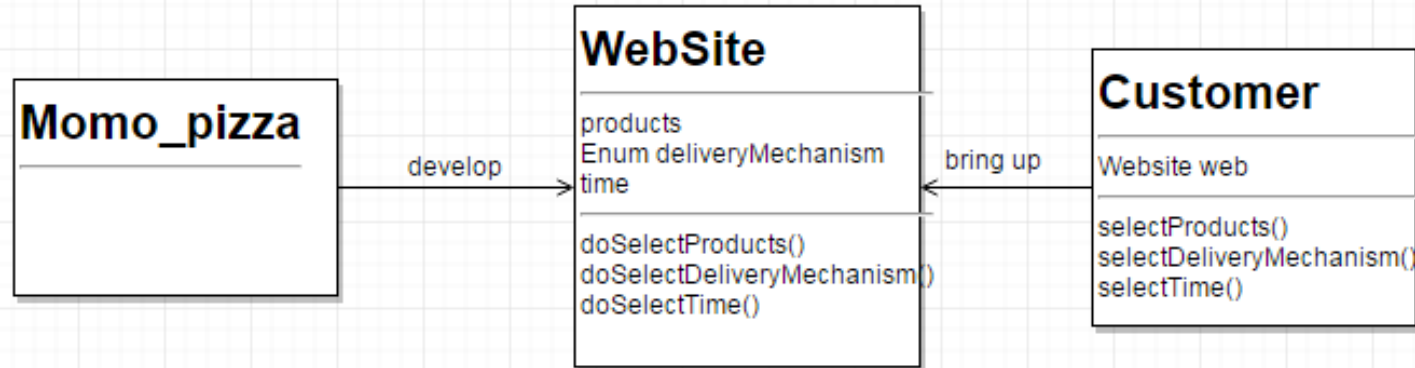 Momo_pizza
develop
WebSite
products
Enum deliveryMechanism
time
doSelectProducts()
doSelectDeliveryMechanism()
doSelectTime()
bring up
Customer
Website web
selectProducts()
selectDeliveryMechanism()
selectTime()